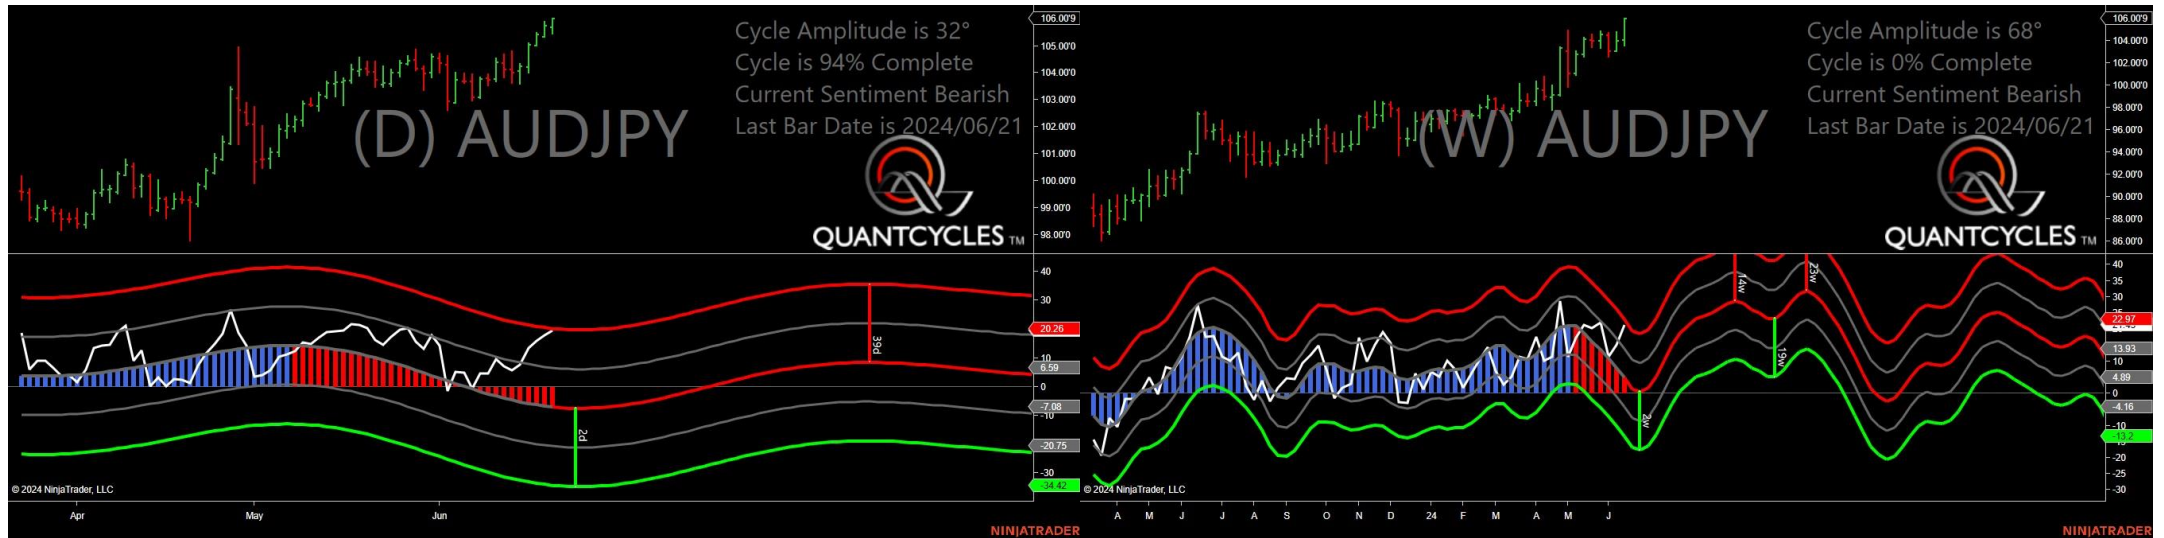 106.00'9
105.00'0
104.00'0
103.00'0
102.00'0
101.00'0
100.00'0
99.00'0
98.00'0
Cycle Amplitude is 32°
Cycle is 94% Complete
Current Sentiment Bearish
Last Bar Date is 2024/06/21
(D) AUDJPY
QUANTCYCLES TM
40
30
20.26
10
6.59
0
-7.08
-10
-20.75
-30
-34.42
39d
2d
© 2024 NinjaTrader, LLC
Apr May Jun
NINJATRADER
106.00'9
104.00'0
102.00'0
100.00'0
98.00'0
96.00'0
94.00'0
92.00'0
90.00'0
88.00'0
86.00'0
Cycle Amplitude is 68°
Cycle is 0% Complete
Current Sentiment Bearish
Last Bar Date is 2024/06/21
(W) AUDJPY
QUANTCYCLES TM
40
35
30
22.97
13.93
10
4.89
0
-4.16
-10
-13.2
-20
-25
-30
14w
23w
19w
2w
© 2024 NinjaTrader, LLC
A M J J A S O N D 24 F M A M J
NINJATRADER